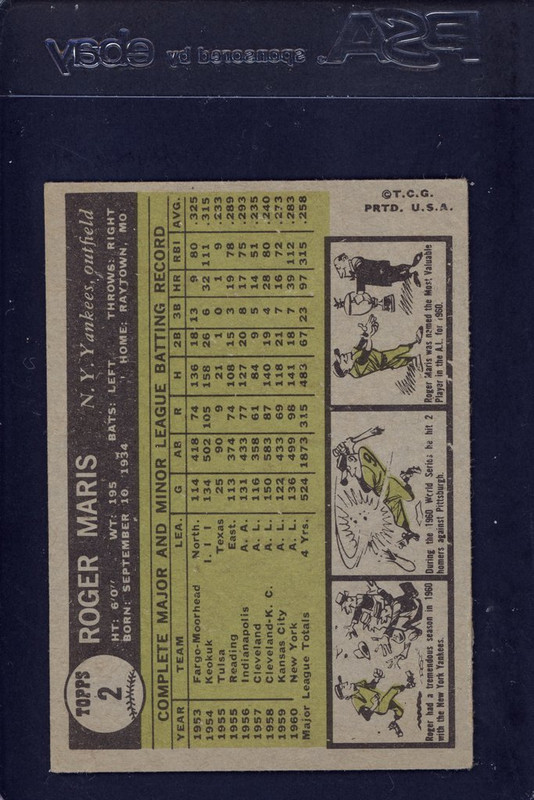 PSA
sponsored by
ebay
TOPPS
2
ROGER MARIS N. Y. Yankees, outfield
HT: 6'0" WT: 195 BATS: LEFT THROWS: RIGHT
BORN: SEPTEMBER 10, 1934 HOME: RAYTOWN, MO.
COMPLETE MAJOR AND MINOR LEAGUE BATTING RECORD
YEAR TEAM LEA. G AB R H 2B 3B HR RBI AVG.
1953 Fargo-Moorhead North. 114 418 74 136 18 13 9 80 .325
1954 Keokuk I. I 134 502 105 158 26 6 32 111 .315
1955 Tulsa Texas 25 90 9 21 1 0 1 9 .233
1955 Reading East. 113 374 74 108 15 3 19 78 .289
1956 Indianapolis A. A. 131 433 77 127 20 8 17 75 .293
1957 Cleveland A. L. 116 358 61 84 9 5 14 51 .235
1958 Cleveland-K. C. A. L. 150 583 87 140 19 4 28 80 .240
1959 Kansas City A. L. 122 433 69 118 21 7 16 72 .273
1960 New York A. L. 136 499 98 141 18 7 39 112 .283
Major League Totals 4 Yrs. 524 1873 315 483 67 23 97 315 .258
Roger had a tremendous season in 1960
with the New York Yankees.
During the 1960 World Series he hit 2
homers against Pittsburgh.
Roger Maris was named the Most Valuable
Player in the A.L. for 1960.
©T.C.G.
PRTD. U.S.A.